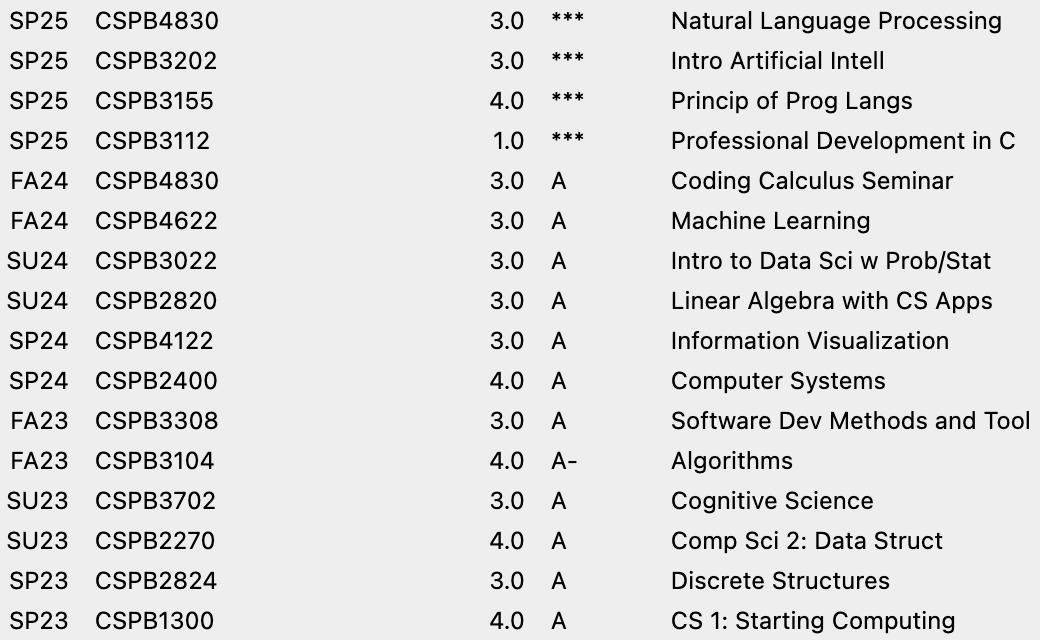 SP25 CSPB4830 3.0 *** Natural Language Processing
SP25 CSPB3202 3.0 *** Intro Artificial Intell
SP25 CSPB3155 4.0 *** Princip of Prog Langs
SP25 CSPB3112 1.0 *** Professional Development in C
FA24 CSPB4830 3.0 A Coding Calculus Seminar
FA24 CSPB4622 3.0 A Machine Learning
SU24 CSPB3022 3.0 A Intro to Data Sci w Prob/Stat
SU24 CSPB2820 3.0 A Linear Algebra with CS Apps
SP24 CSPB4122 3.0 A Information Visualization
SP24 CSPB2400 4.0 A Computer Systems
FA23 CSPB3308 3.0 A Software Dev Methods and Tool
FA23 CSPB3104 4.0 A- Algorithms
SU23 CSPB3702 3.0 A Cognitive Science
SU23 CSPB2270 4.0 A Comp Sci 2: Data Struct
SP23 CSPB2824 3.0 A Discrete Structures
SP23 CSPB1300 4.0 A CS 1: Starting Computing